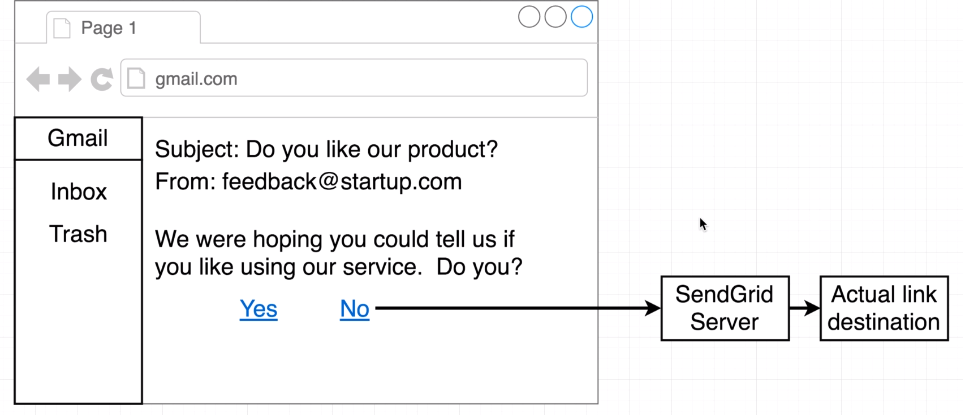 Page 1
gmail.com
Gmail
Inbox
Trash
Subject: Do you like our product?
From: feedback@startup.com
We were hoping you could tell us if
you like using our service.  Do you?
Yes No
SendGrid
Server
Actual link
destination